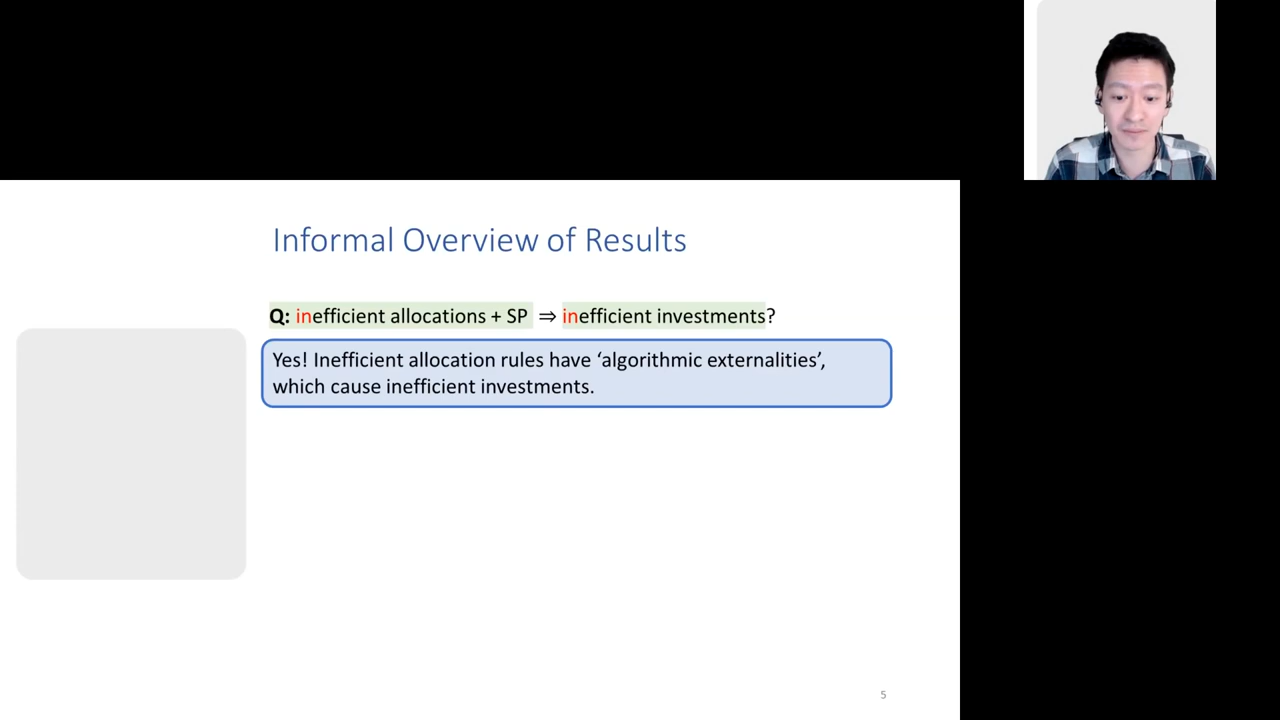 Informal Overview of Results
Q: inefficient allocations + SP ⇒ inefficient investments?
Yes! Inefficient allocation rules have ‘algorithmic externalities’,
which cause inefficient investments.
5